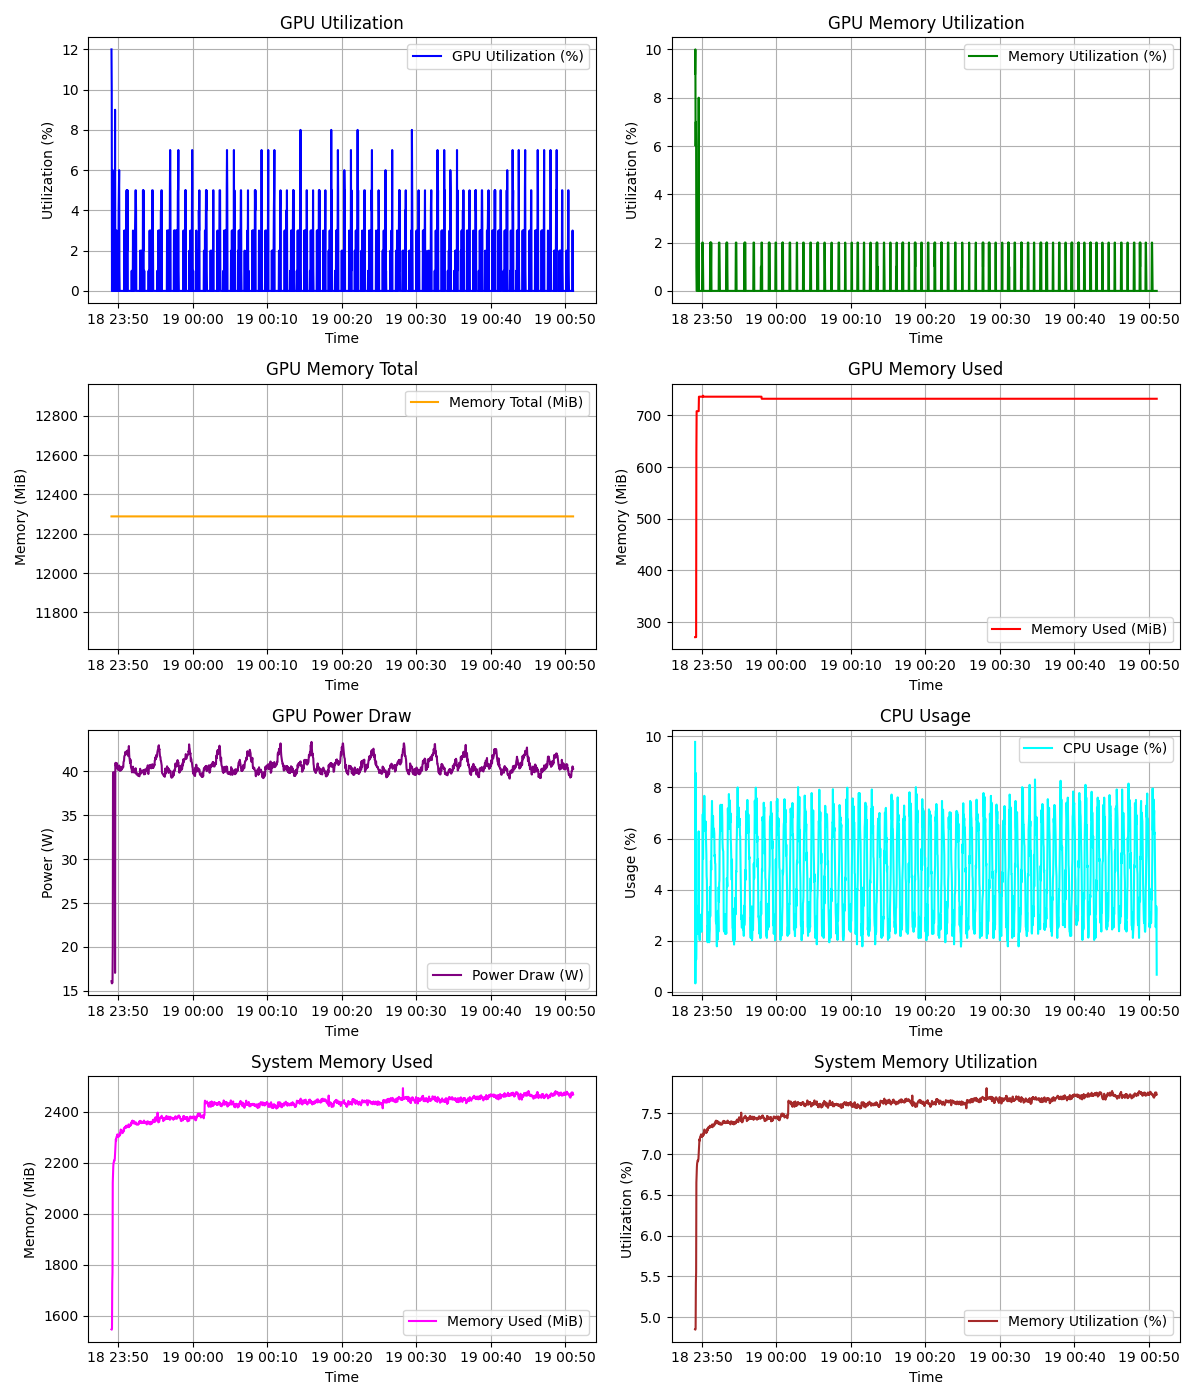 GPU Utilization
GPU Utilization (%)
Utilization (%)
12
10
8
6
4
2
0
18 23:50 19 00:00 19 00:10 19 00:20 19 00:30 19 00:40 19 00:50
Time
GPU Memory Utilization
Memory Utilization (%)
Utilization (%)
10
8
6
4
2
0
18 23:50 19 00:00 19 00:10 19 00:20 19 00:30 19 00:40 19 00:50
Time
GPU Memory Total
Memory Total (MiB)
Memory (MiB)
12800
12600
12400
12200
12000
11800
18 23:50 19 00:00 19 00:10 19 00:20 19 00:30 19 00:40 19 00:50
Time
GPU Memory Used
Memory (MiB)
700
600
500
400
300
Memory Used (MiB)
18 23:50 19 00:00 19 00:10 19 00:20 19 00:30 19 00:40 19 00:50
Time
GPU Power Draw
Power (W)
40
35
30
25
20
15
Power Draw (W)
18 23:50 19 00:00 19 00:10 19 00:20 19 00:30 19 00:40 19 00:50
Time
CPU Usage
CPU Usage (%)
Usage (%)
10
8
6
4
2
0
18 23:50 19 00:00 19 00:10 19 00:20 19 00:30 19 00:40 19 00:50
Time
System Memory Used
Memory (MiB)
2400
2200
2000
1800
1600
Memory Used (MiB)
18 23:50 19 00:00 19 00:10 19 00:20 19 00:30 19 00:40 19 00:50
Time
System Memory Utilization
Utilization (%)
7.5
7.0
6.5
6.0
5.5
5.0
Memory Utilization (%)
18 23:50 19 00:00 19 00:10 19 00:20 19 00:30 19 00:40 19 00:50
Time